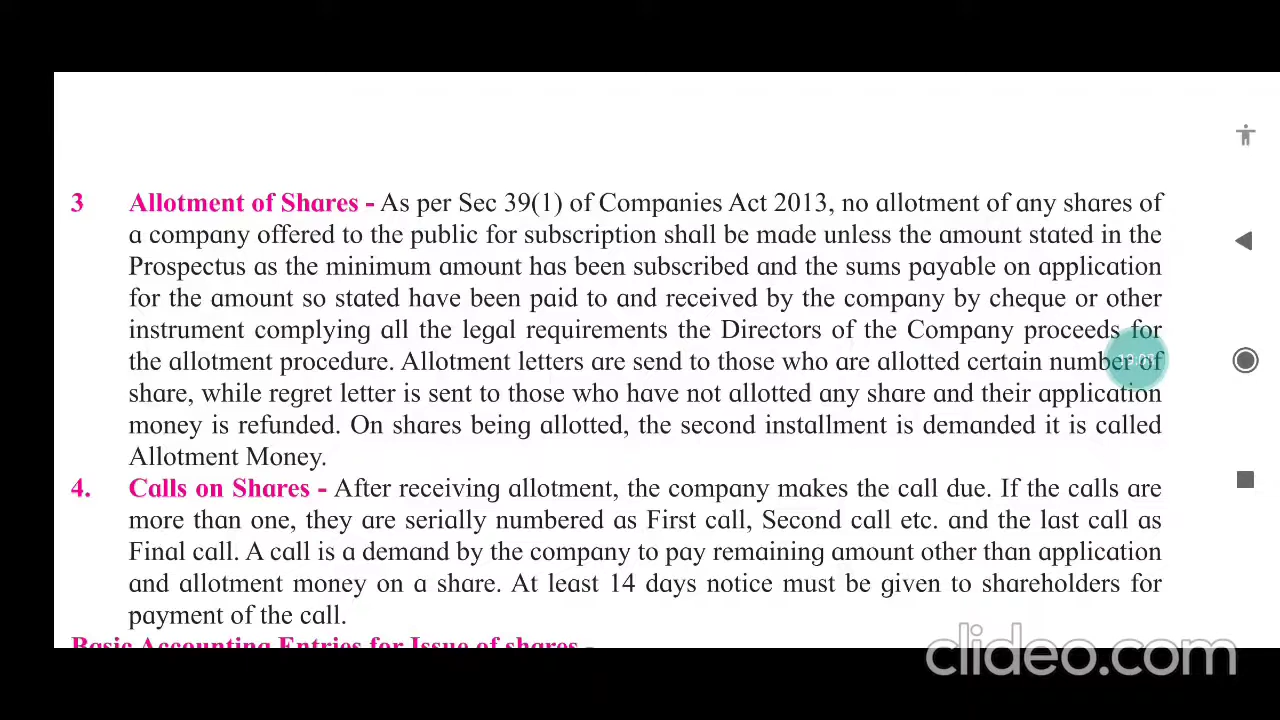 3 Allotment of Shares - As per Sec 39(1) of Companies Act 2013, no allotment of any shares of
a company offered to the public for subscription shall be made unless the amount stated in the
Prospectus as the minimum amount has been subscribed and the sums payable on application
for the amount so stated have been paid to and received by the company by cheque or other
instrument complying all the legal requirements the Directors of the Company proceeds for
the allotment procedure. Allotment letters are send to those who are allotted certain number of
share, while regret letter is sent to those who have not allotted any share and their application
money is refunded. On shares being allotted, the second installment is demanded it is called
Allotment Money.
4. Calls on Shares - After receiving allotment, the company makes the call due. If the calls are
more than one, they are serially numbered as First call, Second call etc. and the last call as
Final call. A call is a demand by the company to pay remaining amount other than application
and allotment money on a share. At least 14 days notice must be given to shareholders for
payment of the call.
Basic Accounting Entries for Issue of shares -
clideo.com